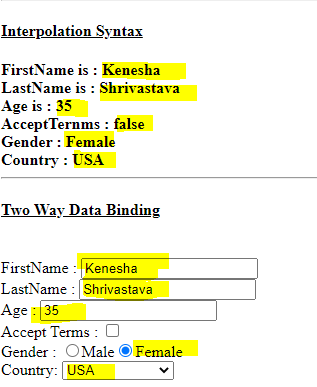 Interpolation Syntax
FirstName is : Kenesha
LastName is : Shrivastava
Age is : 35
AcceptTernms : false
Gender : Female
Country : USA
Two Way Data Binding
FirstName : Kenesha
LastName : Shrivastava
Age : 35
Accept Terms :
Gender : Male Female
Country: USA